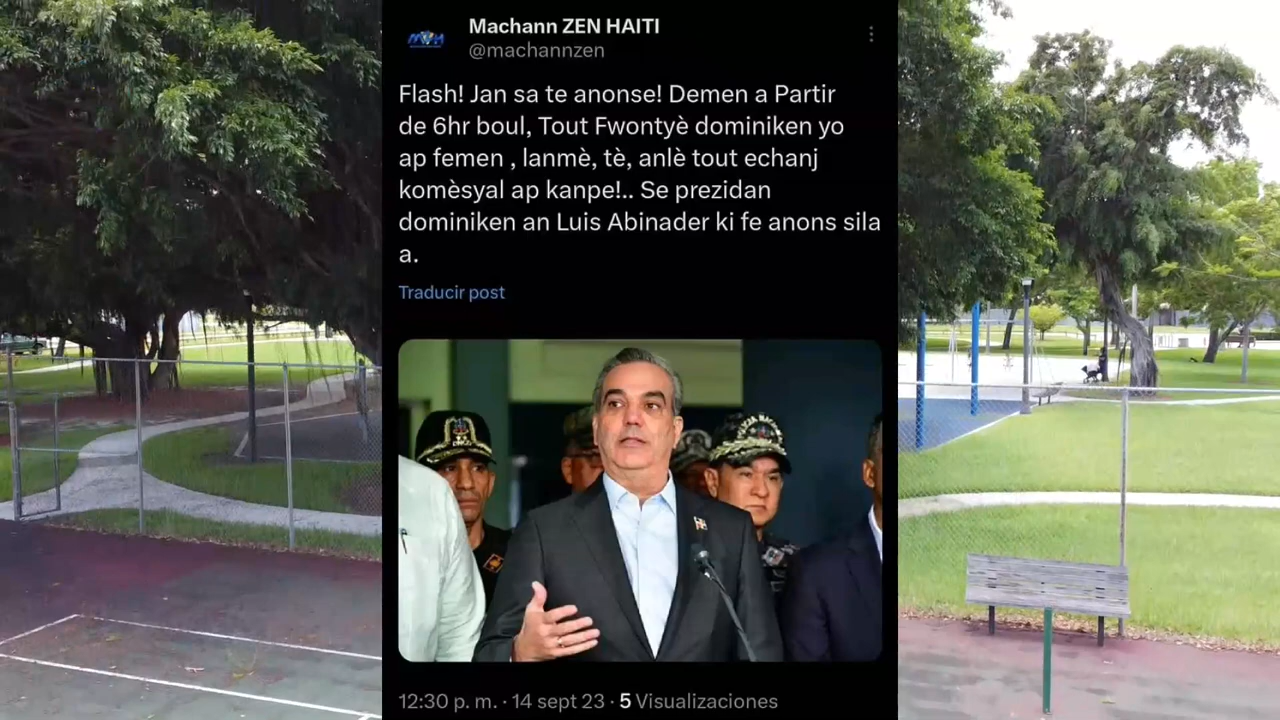 Machann ZEN HAITI
@machannzen
Flash! Jan sa te anonse! Demen a Partir
de 6hr boul, Tout Fwontyè dominiken yo
ap femen , lanmè, tè, anlè tout echanj
komèsyal ap kanpe!.. Se prezidan
dominiken an Luis Abinader ki fe anons sila
a.
Traducir post
12:30 p. m. · 14 sept 23 · 5 Visualizaciones